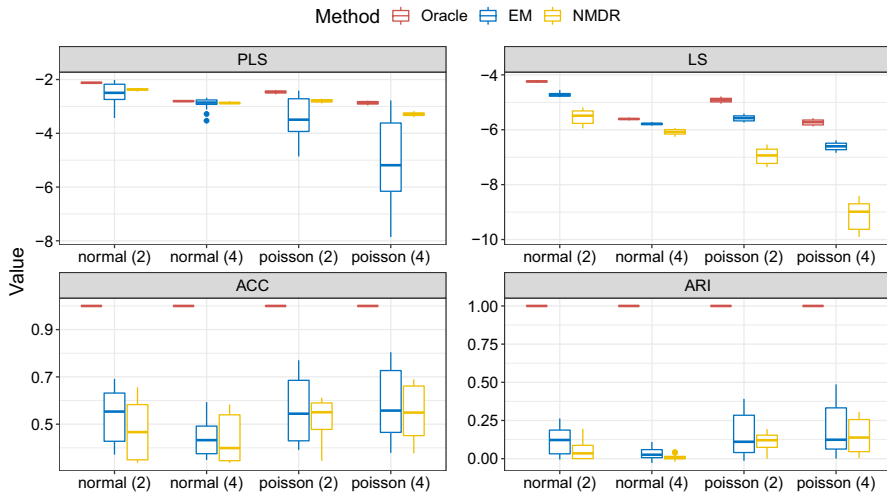 Method Oracle EM NMDR
PLS
LS
−2
−4
−6
−8
−4
−6
−8
−10
normal (2) normal (4) poisson (2) poisson (4)
normal (2) normal (4) poisson (2) poisson (4)
Value
ACC
ARI
0.9
0.7
0.5
1.00
0.75
0.50
0.25
0.00
normal (2) normal (4) poisson (2) poisson (4)
normal (2) normal (4) poisson (2) poisson (4)